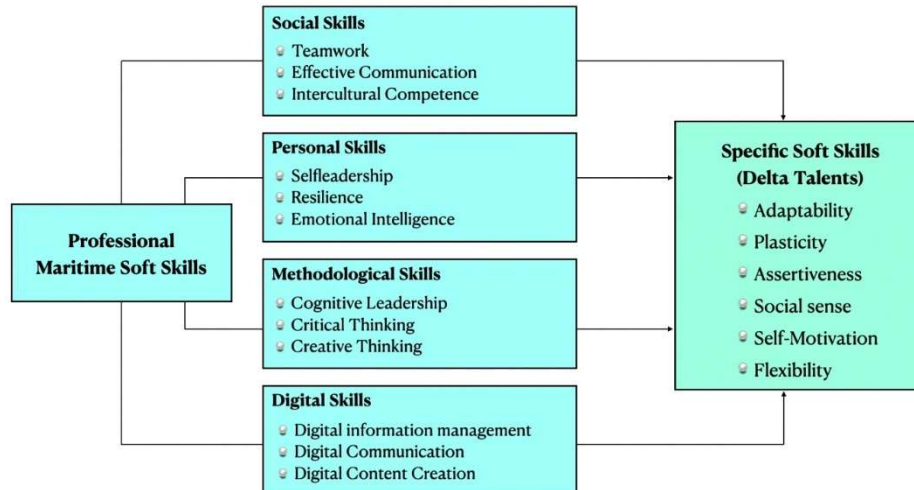 Social Skills
Teamwork
Effective Communication
Intercultural Competence
Personal Skills
Selfleadership
Resilience
Emotional Intelligence
Professional
Maritime Soft Skills
Methodological Skills
Cognitive Leadership
Critical Thinking
Creative Thinking
Digital Skills
Digital information management
Digital Communication
Digital Content Creation
Specific Soft Skills
(Delta Talents)
Adaptability
Plasticity
Assertiveness
Social sense
Self-Motivation
Flexibility